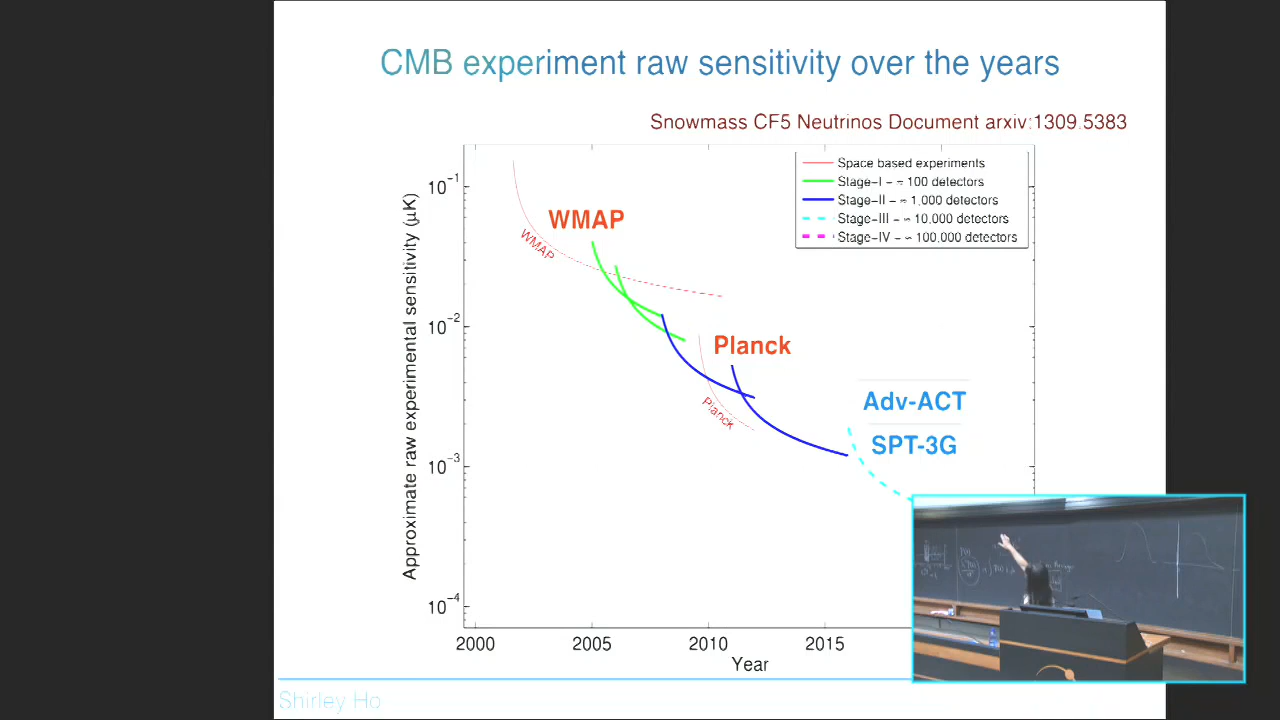 CMB experiment raw sensitivity over the years
Snowmass CF5 Neutrinos Document arxiv:1309.5383
Space based experiments
Stage-I - ≈ 100 detectors
Stage-II - ≈ 1,000 detectors
Stage-III - ≈ 10,000 detectors
Stage-IV - ≈ 100,000 detectors
Approximate raw experimental sensitivity (μK)
10⁻¹
10⁻²
10⁻³
10⁻⁴
WMAP
WMAP
Planck
Planck
Adv-ACT
SPT-3G
2000
2005
2010
2015
Year
Shirley Ho